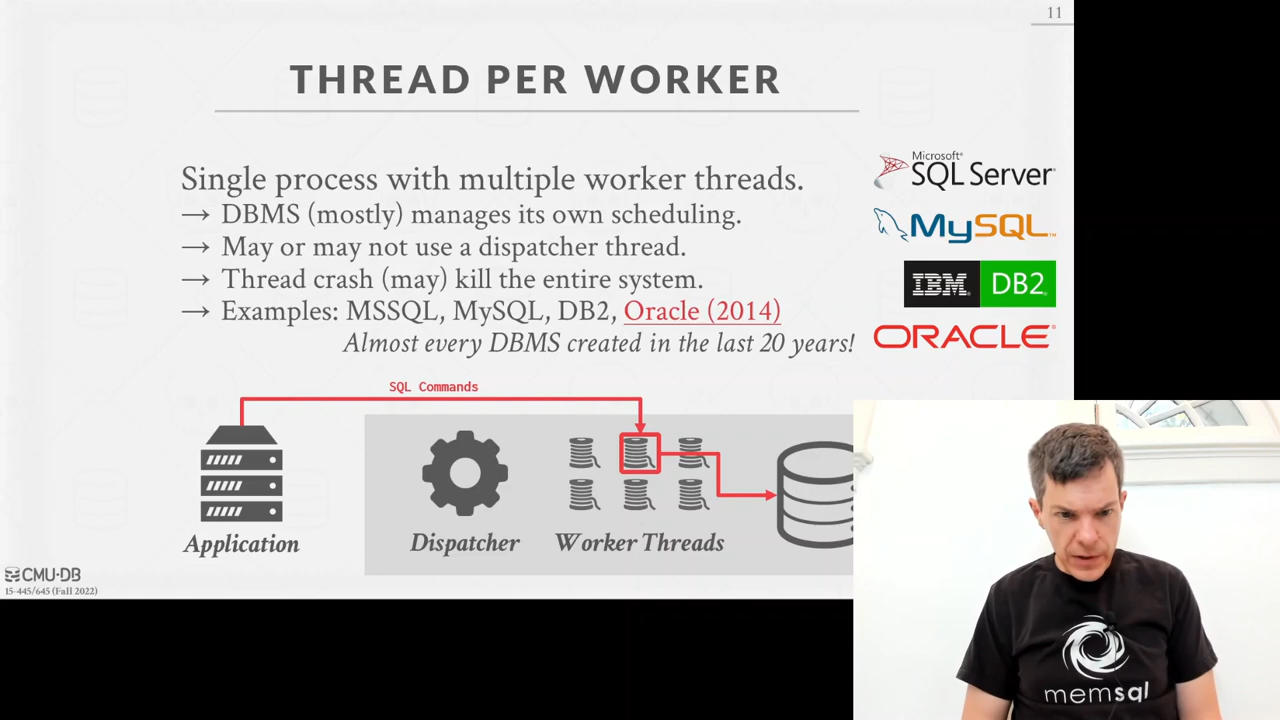 11
THREAD PER WORKER
Single process with multiple worker threads.
→ DBMS (mostly) manages its own scheduling.
→ May or may not use a dispatcher thread.
→ Thread crash (may) kill the entire system.
→ Examples: MSSQL, MySQL, DB2, Oracle (2014)
Almost every DBMS created in the last 20 years!
Microsoft®
SQL Server®
MySQL™
IBM DB2®
ORACLE®
SQL Commands
Application
Dispatcher
Worker Threads
CMU·DB
15-445/645 (Fall 2022)
memsql